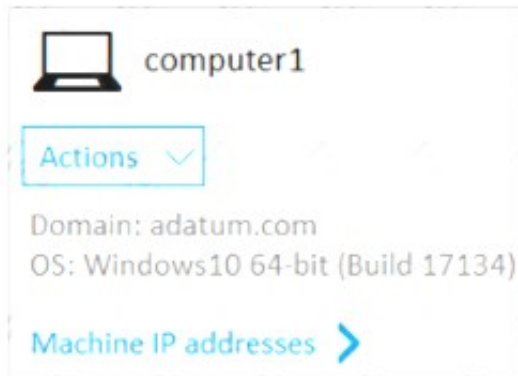 computer1
Actions
Domain: adatum.com
OS: Windows10 64-bit (Build 17134)
Machine IP addresses